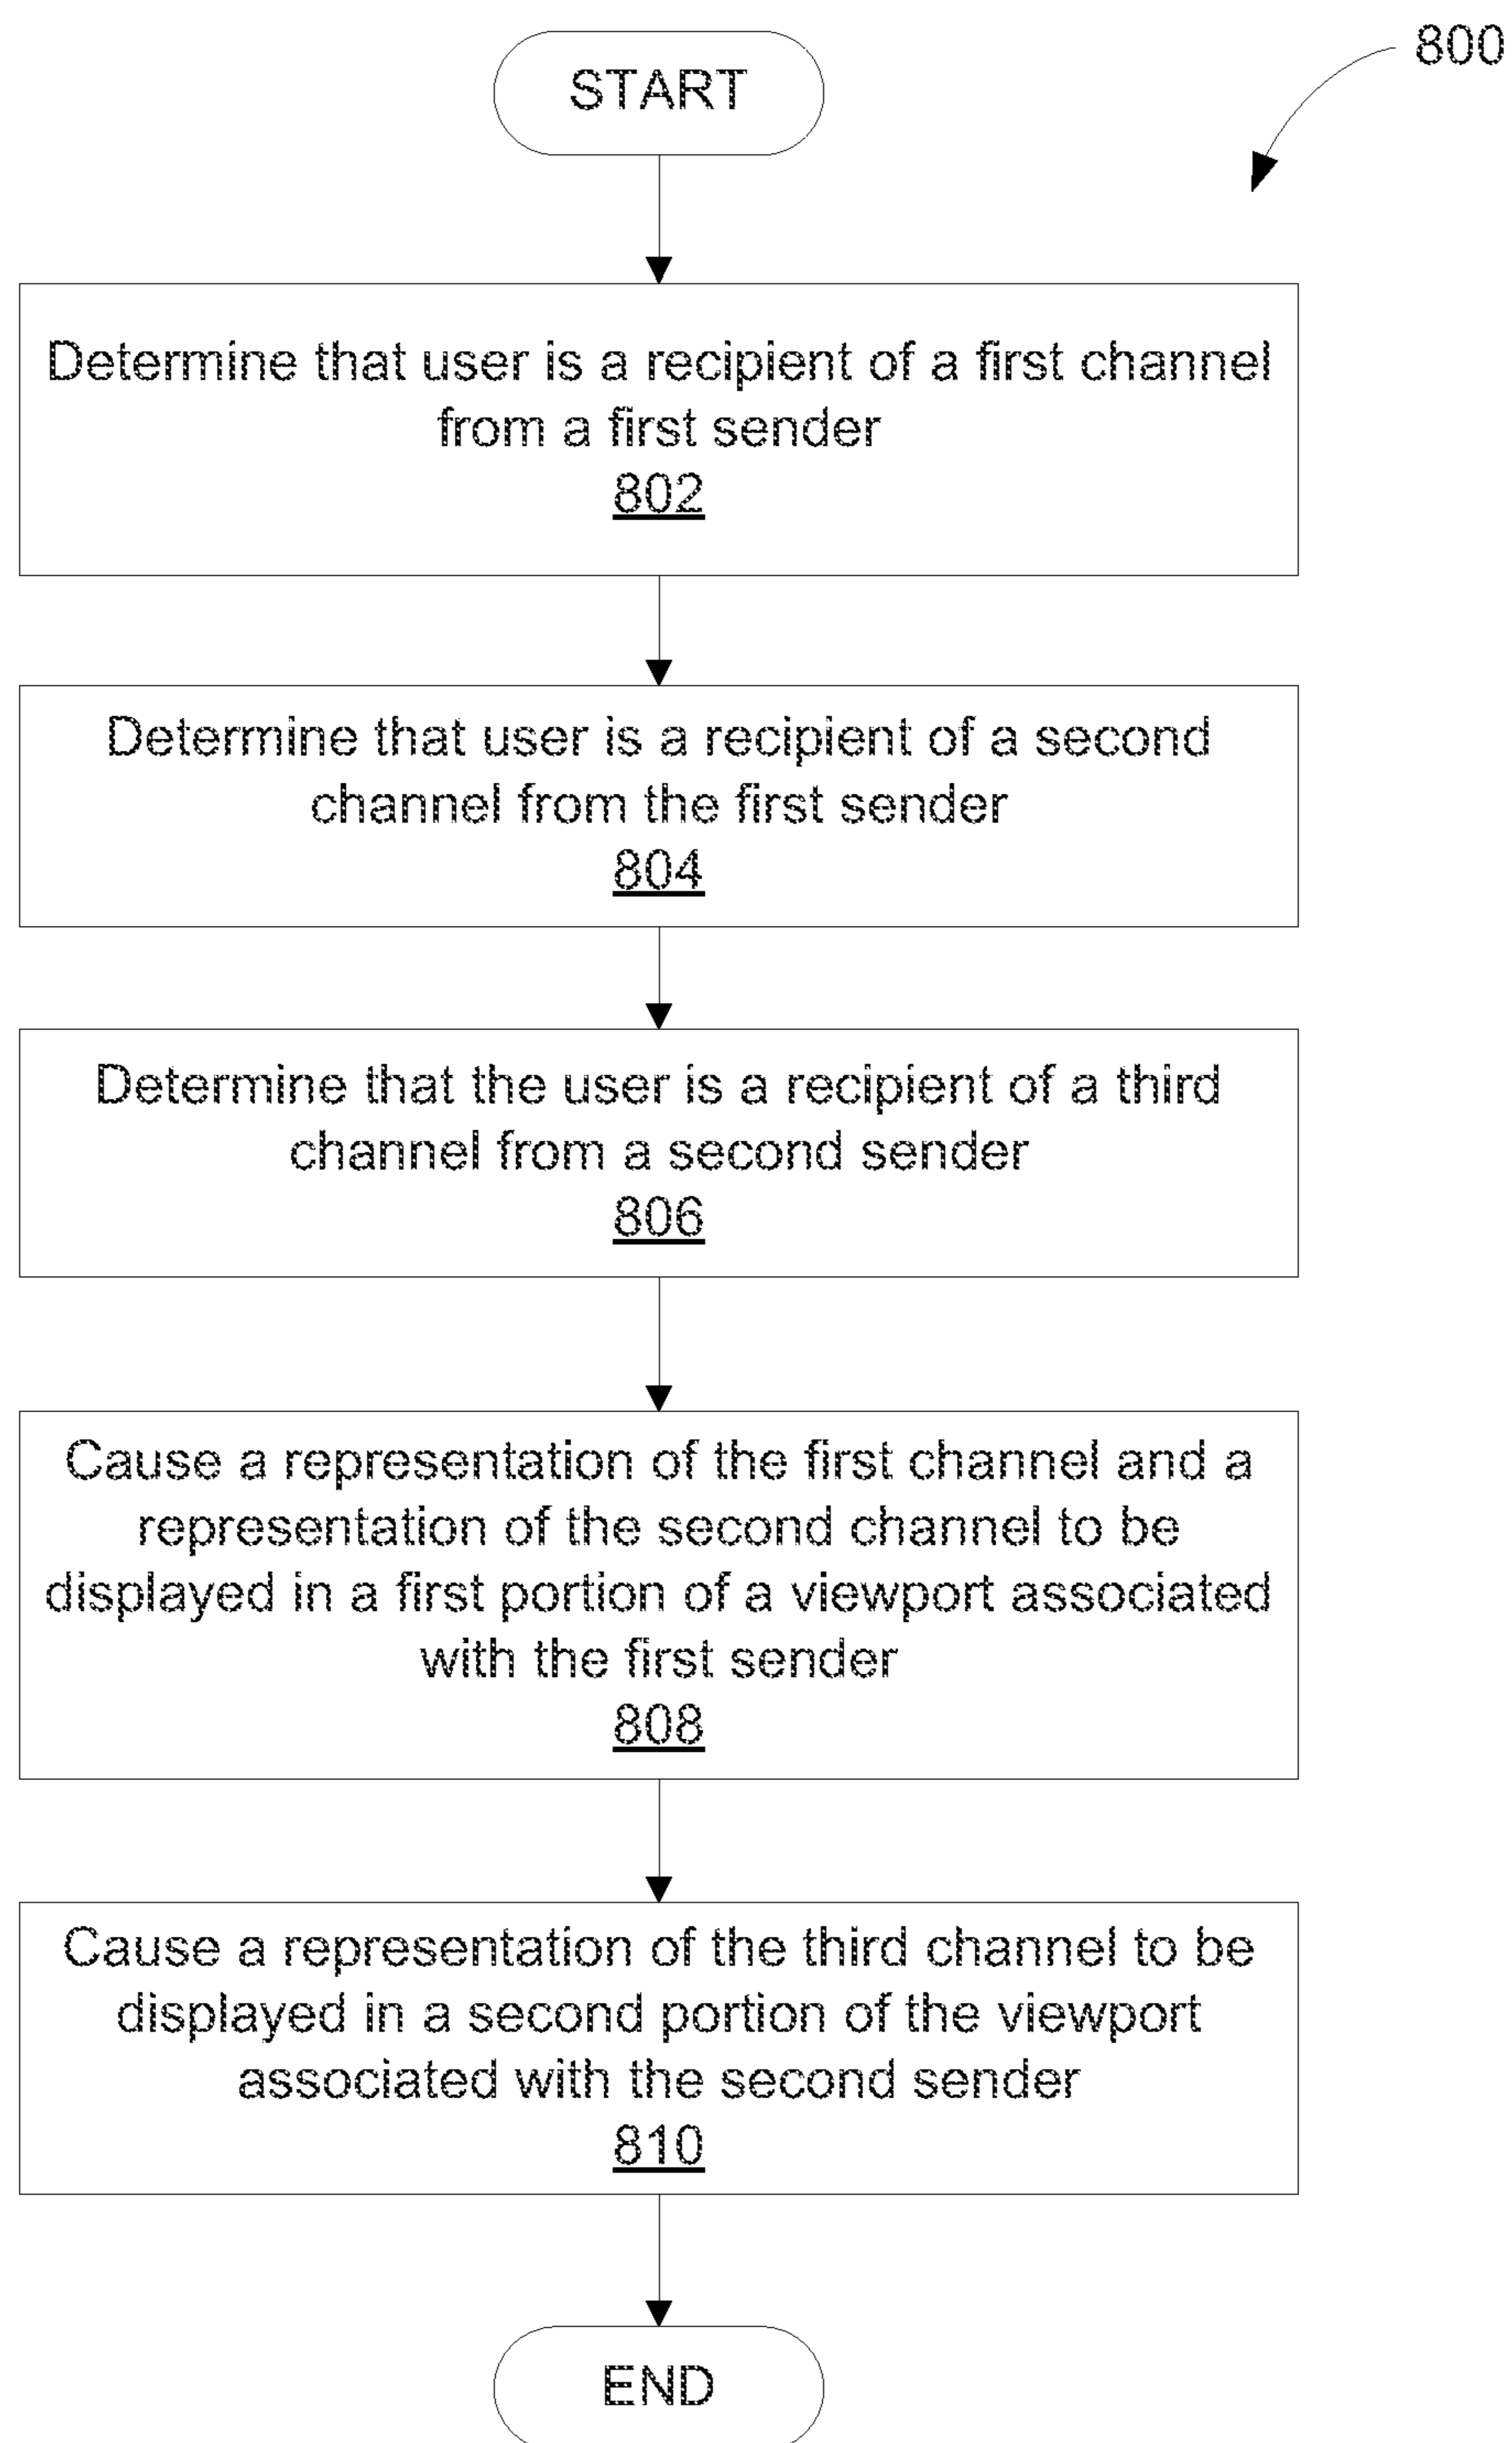 800
START
Determine that user is a recipient of a first channel
from a first sender
802
Determine that user is a recipient of a second
channel from the first sender
804
Determine that the user is a recipient of a third
channel from a second sender
806
Cause a representation of the first channel and a
representation of the second channel to be
displayed in a first portion of a viewport associated
with the first sender
808
Cause a representation of the third channel to be
displayed in a second portion of the viewport
associated with the second sender
810
END